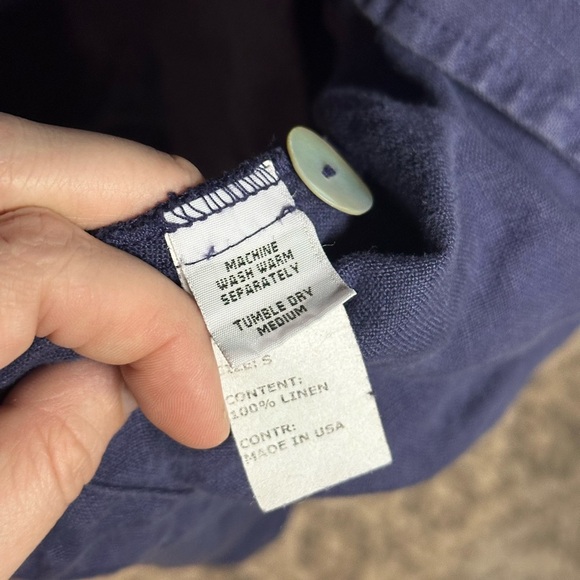 MACHINE
WASH WARM
SEPARATELY
TUMBLE DRY
MEDIUM
S
CONTENT:
100% LINEN
CONTR:
MADE IN USA